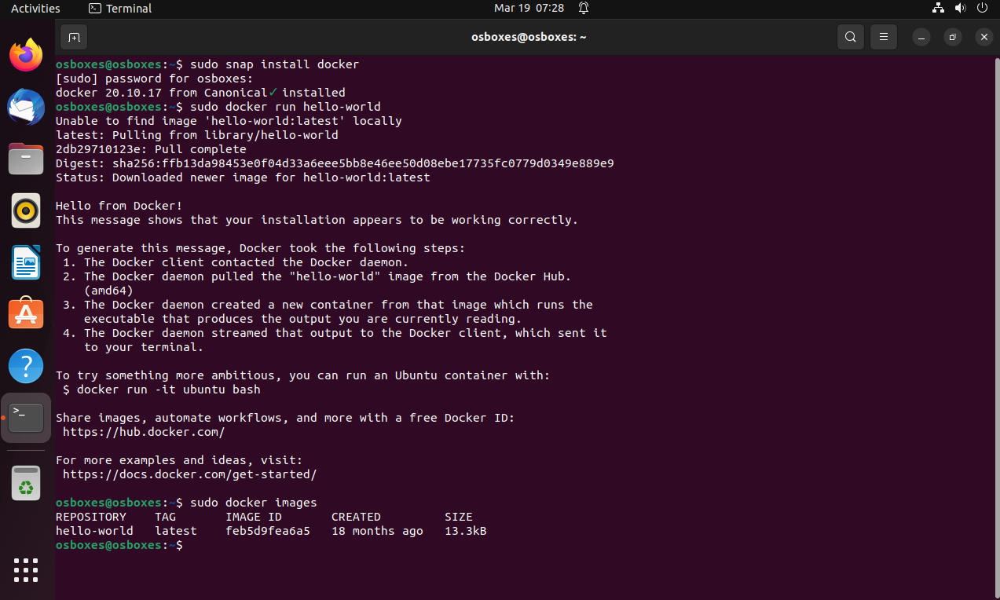 Activities
Terminal
Mar 19 07:28
osboxes@osboxes: ~
osboxes@osboxes:~$ sudo snap install docker
[sudo] password for osboxes:
docker 20.10.17 from Canonical✓ installed
osboxes@osboxes:~$ sudo docker run hello-world
Unable to find image 'hello-world:latest' locally
latest: Pulling from library/hello-world
2db29710123e: Pull complete
Digest: sha256:ffb13da98453e0f04d33a6eee5bb8e46ee50d08ebe17735fc0779d0349e889e9
Status: Downloaded newer image for hello-world:latest
Hello from Docker!
This message shows that your installation appears to be working correctly.
To generate this message, Docker took the following steps:
1. The Docker client contacted the Docker daemon.
2. The Docker daemon pulled the "hello-world" image from the Docker Hub.
(amd64)
3. The Docker daemon created a new container from that image which runs the
executable that produces the output you are currently reading.
4. The Docker daemon streamed that output to the Docker client, which sent it
to your terminal.
To try something more ambitious, you can run an Ubuntu container with:
$ docker run -it ubuntu bash
Share images, automate workflows, and more with a free Docker ID:
https://hub.docker.com/
For more examples and ideas, visit:
https://docs.docker.com/get-started/
osboxes@osboxes:~$ sudo docker images
REPOSITORY TAG IMAGE ID CREATED SIZE
hello-world latest feb5d9fea6a5 18 months ago 13.3kB
osboxes@osboxes:~$